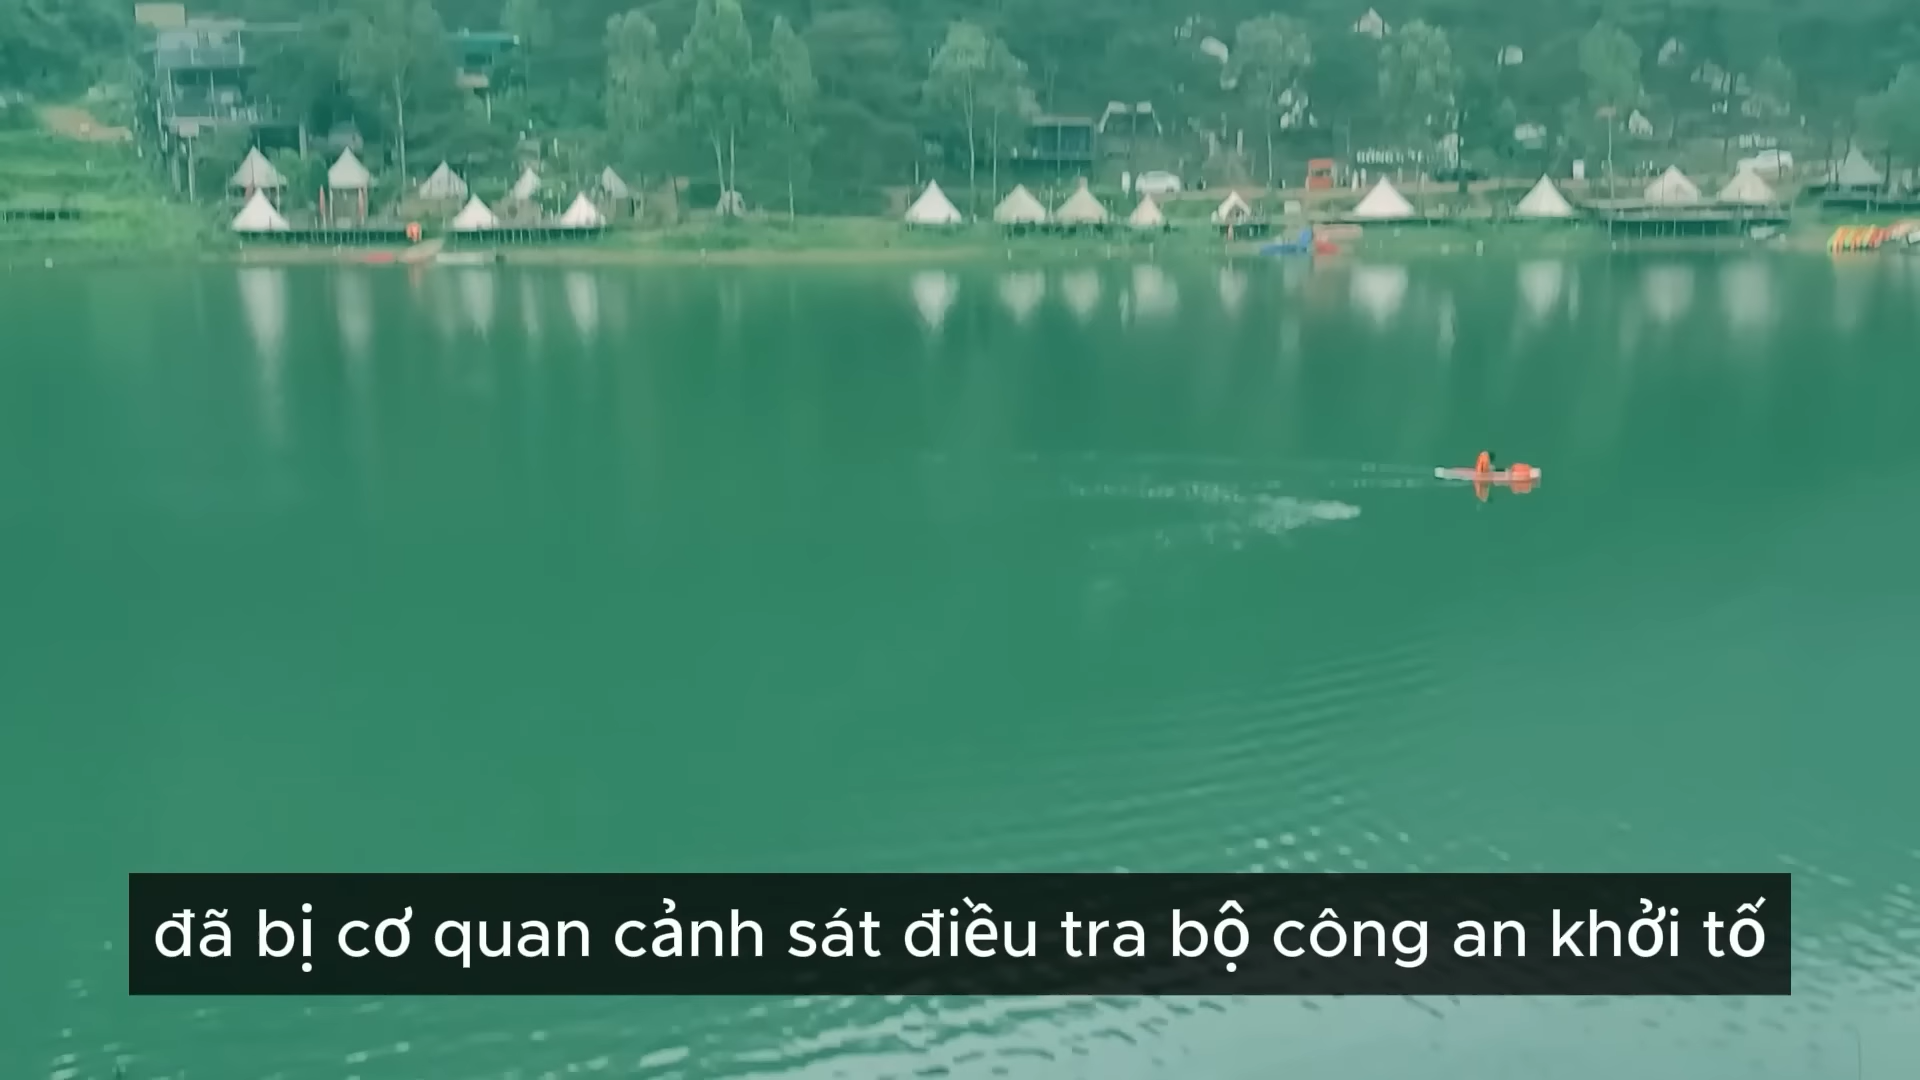 đã bị cơ quan cảnh sát điều tra bộ công an khởi tố